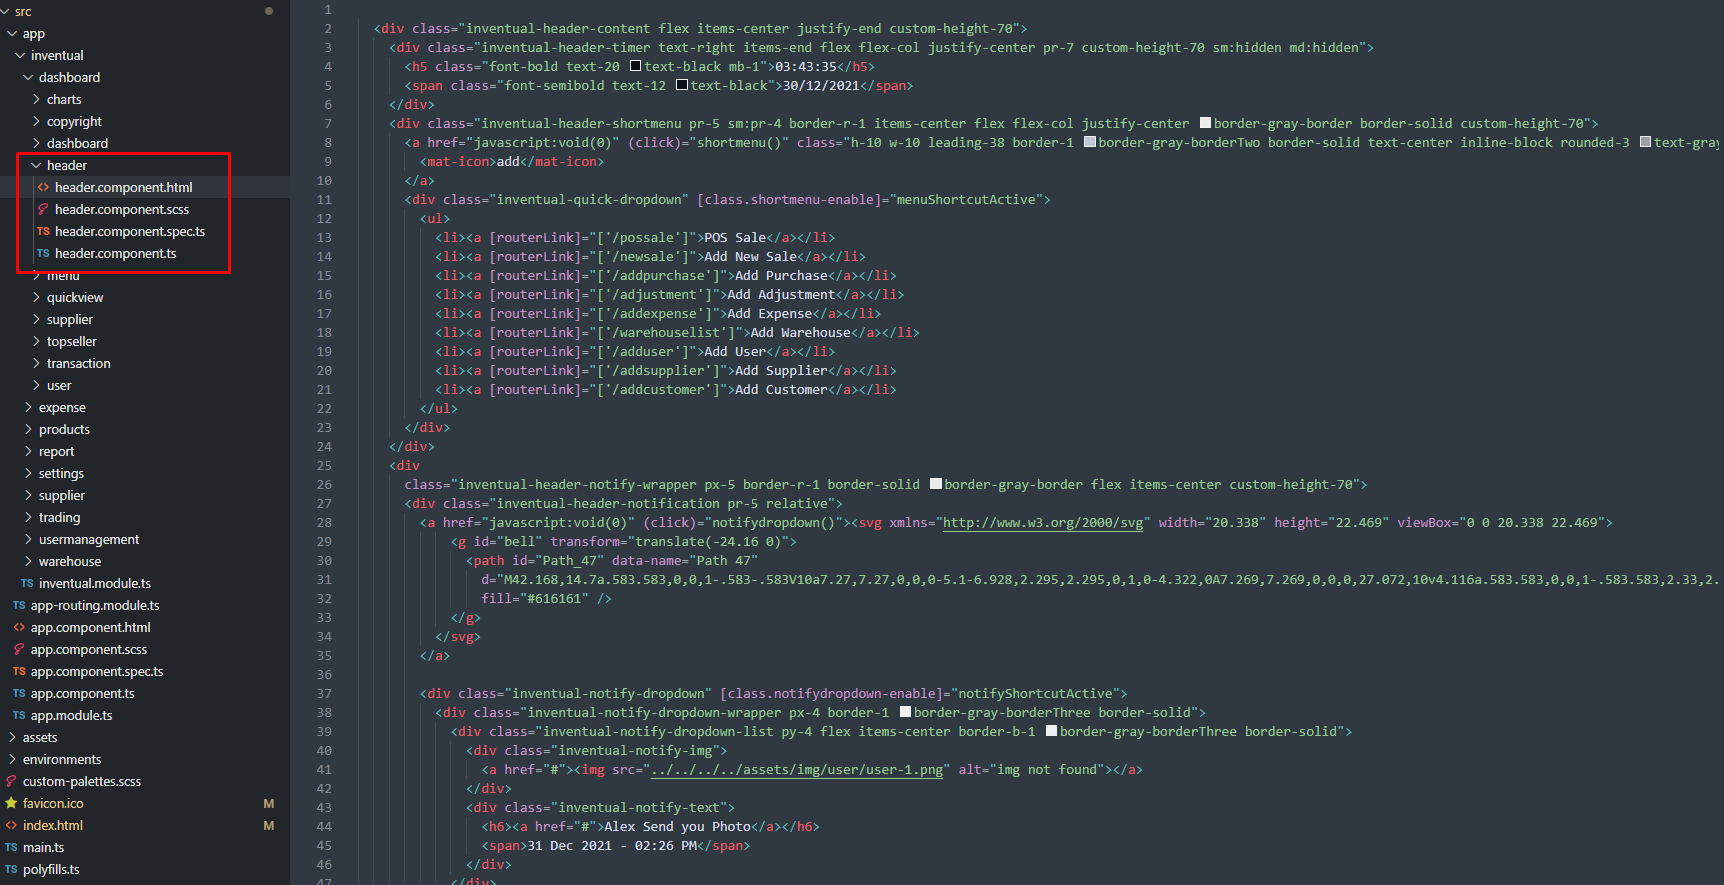 src
app
inventual
dashboard
charts
copyright
dashboard
header
header.component.html
header.component.scss
TS header.component.spec.ts
TS header.component.ts
menu
quickview
supplier
topseller
transaction
user
expense
products
report
settings
supplier
trading
usermanagement
warehouse
TS inventual.module.ts
TS app-routing.module.ts
<> app.component.html
app.component.scss
TS app.component.spec.ts
TS app.component.ts
TS app.module.ts
assets
environments
custom-palettes.scss
favicon.ico M
<> index.html M
TS main.ts
TS polyfills.ts
1
2 <div class="inventual-header-content flex items-center justify-end custom-height-70">
3 <div class="inventual-header-timer text-right items-end flex flex-col justify-center pr-7 custom-height-70 sm:hidden md:hidden">
4 <h5 class="font-bold text-20 text-black mb-1">03:43:35</h5>
5 <span class="font-semibold text-12 text-black">30/12/2021</span>
6 </div>
7 <div class="inventual-header-shortmenu pr-5 sm:pr-4 border-r-1 items-center flex flex-col justify-center border-gray-border border-solid custom-height-70">
8 <a href="javascript:void(0)" (click)="shortmenu()" class="h-10 w-10 leading-38 border-1 border-gray-borderTwo border-solid text-center inline-block rounded-3 text-gray
9 <mat-icon>add</mat-icon>
10 </a>
11 <div class="inventual-quick-dropdown" [class.shortmenu-enable]="menuShortcutActive">
12 <ul>
13 <li><a [routerLink]="['/possale']">POS Sale</a></li>
14 <li><a [routerLink]="['/newsale']">Add New Sale</a></li>
15 <li><a [routerLink]="['/addpurchase']">Add Purchase</a></li>
16 <li><a [routerLink]="['/adjustment']">Add Adjustment</a></li>
17 <li><a [routerLink]="['/addexpense']">Add Expense</a></li>
18 <li><a [routerLink]="['/warehouselist']">Add Warehouse</a></li>
19 <li><a [routerLink]="['/adduser']">Add User</a></li>
20 <li><a [routerLink]="['/addsupplier']">Add Supplier</a></li>
21 <li><a [routerLink]="['/addcustomer']">Add Customer</a></li>
22 </ul>
23 </div>
24 </div>
25 <div
26 class="inventual-header-notify-wrapper px-5 border-r-1 border-solid border-gray-border flex items-center custom-height-70">
27 <div class="inventual-header-notification pr-5 relative">
28 <a href="javascript:void(0)" (click)="notifydropdown()"><svg xmlns="http://www.w3.org/2000/svg" width="20.338" height="22.469" viewBox="0 0 20.338 22.469">
29 <g id="bell" transform="translate(-24.16 0)">
30 <path id="Path_47" data-name="Path 47"
31 d="M42.168,14.7a.583.583,0,0,1-.583-.583V10a7.27,7.27,0,0,0-5.1-6.928,2.295,2.295,0,1,0-4.322,0A7.269,7.269,0,0,0,27.072,10v4.116a.583.583,0,0,1-.583.583,2.33,2.
32 fill="#616161" />
33 </g>
34 </svg>
35 </a>
36
37 <div class="inventual-notify-dropdown" [class.notifydropdown-enable]="notifyShortcutActive">
38 <div class="inventual-notify-dropdown-wrapper px-4 border-1 border-gray-borderThree border-solid">
39 <div class="inventual-notify-dropdown-list py-4 flex items-center border-b-1 border-gray-borderThree border-solid">
40 <div class="inventual-notify-img">
41 <a href="#"><img src="../../../../assets/img/user/user-1.png" alt="img not found"></a>
42 </div>
43 <div class="inventual-notify-text">
44 <h6><a href="#">Alex Send you Photo</a></h6>
45 <span>31 Dec 2021 - 02:26 PM</span>
46 </div>
47 </div>